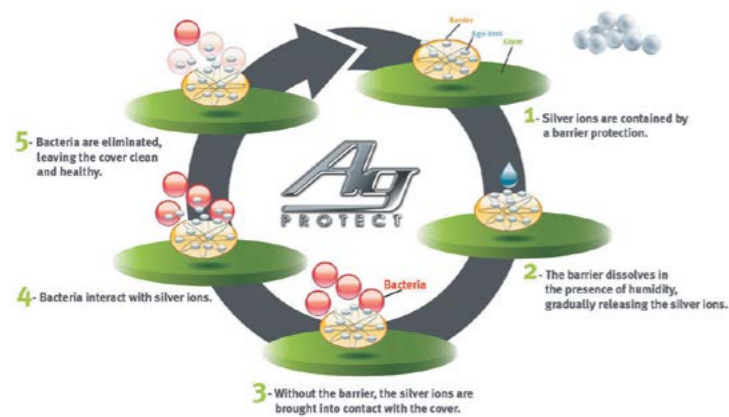 Barrier
Ag+ ions
Cover
1- Silver ions are contained by
a barrier protection.
2- The barrier dissolves in
the presence of humidity,
gradually releasing the silver ions.
Bacteria
3- Without the barrier, the silver ions are
brought into contact with the cover.
4- Bacteria interact with silver ions.
5- Bacteria are eliminated,
leaving the cover clean
and healthy.
Ag
PROTECT